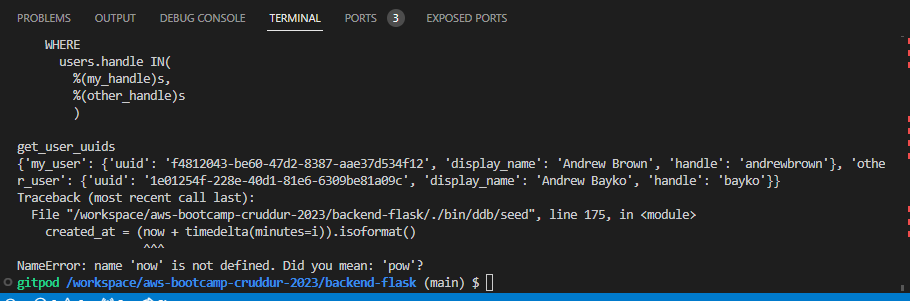 PROBLEMS OUTPUT DEBUG CONSOLE TERMINAL PORTS 3 EXPOSED PORTS
WHERE
users.handle IN(
%(my_handle)s,
%(other_handle)s
)
get_user_uuids
{'my_user': {'uuid': 'f4812043-be60-47d2-8387-aae37d534f12', 'display_name': 'Andrew Brown', 'handle': 'andrewbrown'}, 'othe
r_user': {'uuid': '1e01254f-228e-40d1-81e6-6309be81a09c', 'display_name': 'Andrew Bayko', 'handle': 'bayko'}}
Traceback (most recent call last):
File "/workspace/aws-bootcamp-cruddur-2023/backend-flask/./bin/ddb/seed", line 175, in <module>
created_at = (now + timedelta(minutes=i)).isoformat()
^^^
NameError: name 'now' is not defined. Did you mean: 'pow'?
gitpod /workspace/aws-bootcamp-cruddur-2023/backend-flask (main) $